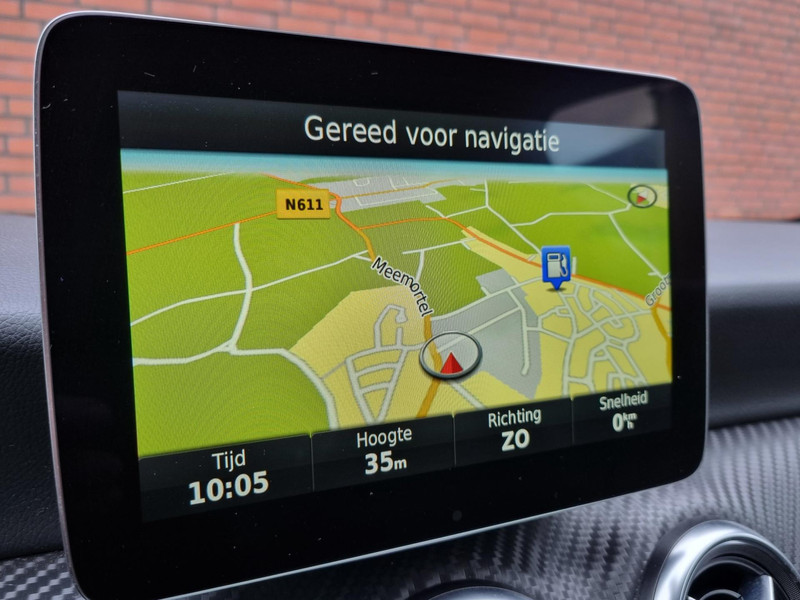 Gereed voor navigatie
N611
Meemortel
Tijd
10:05
Hoogte
35m
Richting
ZO
Snelheid
0km/h